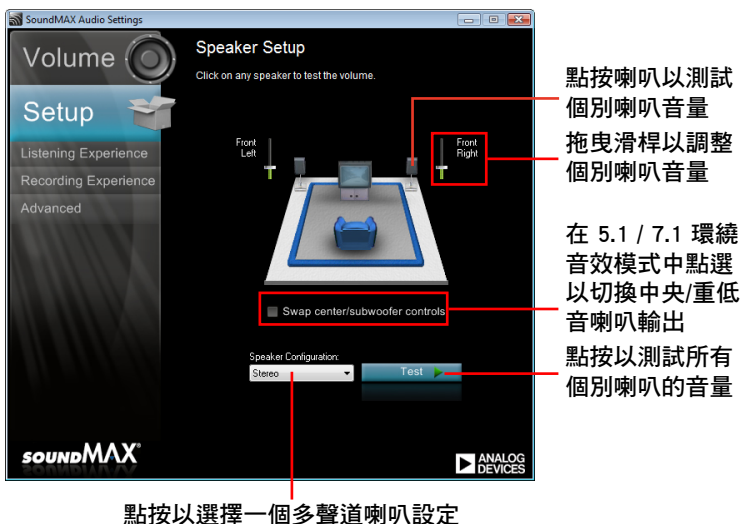 SoundMAX Audio Settings
Volume
Setup
Listening Experience
Recording Experience
Advanced
Speaker Setup
Click on any speaker to test the volume.
Front
Left
Front
Right
Swap center/subwoofer controls
Speaker Configuration:
Stereo
Test
SOUNDMAX®
ANALOG
DEVICES
點按喇叭以測試
個別喇叭音量
拖曳滑桿以調整
個別喇叭音量
在 5.1 / 7.1 環繞
音效模式中點選
以切換中央/重低
音喇叭輸出
點按以測試所有
個別喇叭的音量
點按以選擇一個多聲道喇叭設定